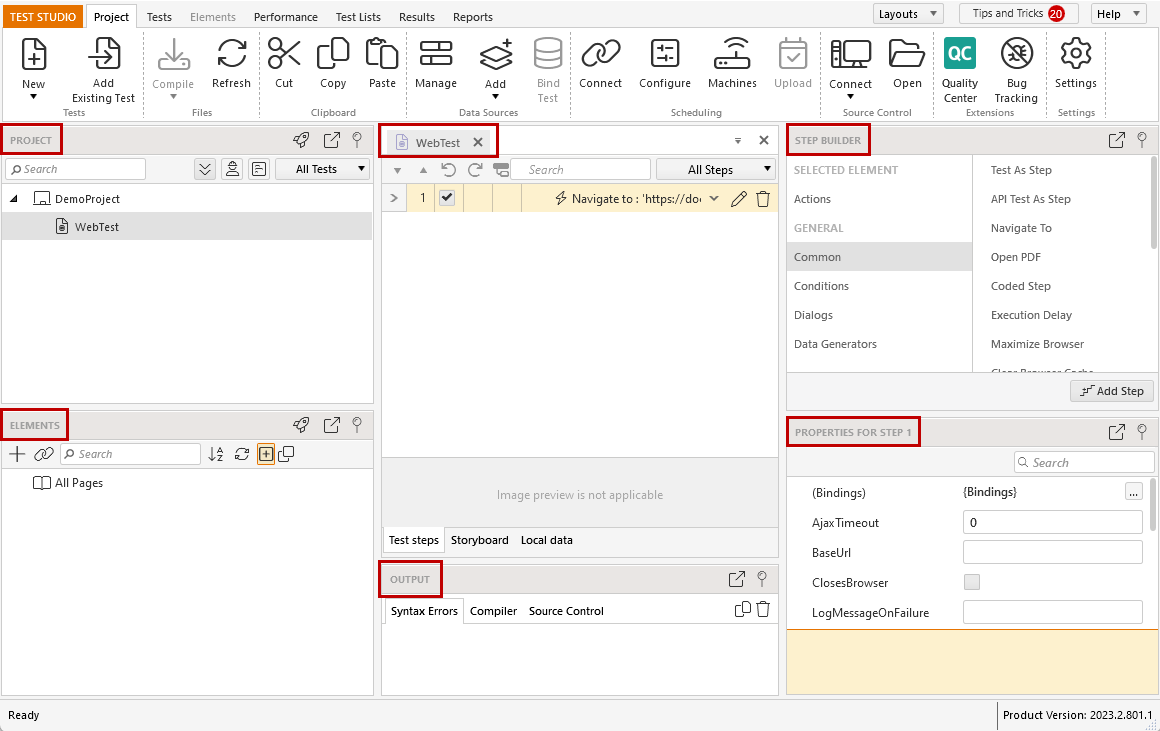 TEST STUDIO Project Tests Elements Performance Test Lists Results Reports Layouts Tips and Tricks 20 Help
New Add Compile Refresh Cut Copy Paste Manage Add Bind Connect Configure Machines Upload Connect Open Quality Bug Settings
Existing Test Test Center Tracking
Tests Files Clipboard Data Sources Scheduling Source Control Extensions Settings
PROJECT
Search All Tests
DemoProject
WebTest
ELEMENTS
Search
All Pages
WebTest
Search All Steps
1 Navigate to : 'https://doc
Image preview is not applicable
Test steps Storyboard Local data
OUTPUT
Syntax Errors Compiler Source Control
STEP BUILDER
SELECTED ELEMENT
Actions
GENERAL
Common
Conditions
Dialogs
Data Generators
Test As Step
API Test As Step
Navigate To
Open PDF
Coded Step
Execution Delay
Maximize Browser
Clear Browser Cache
Add Step
PROPERTIES FOR STEP 1
Search
(Bindings) {Bindings} ...
AjaxTimeout 0
BaseUrl
ClosesBrowser
LogMessageOnFailure
Ready Product Version: 2023.2.801.1